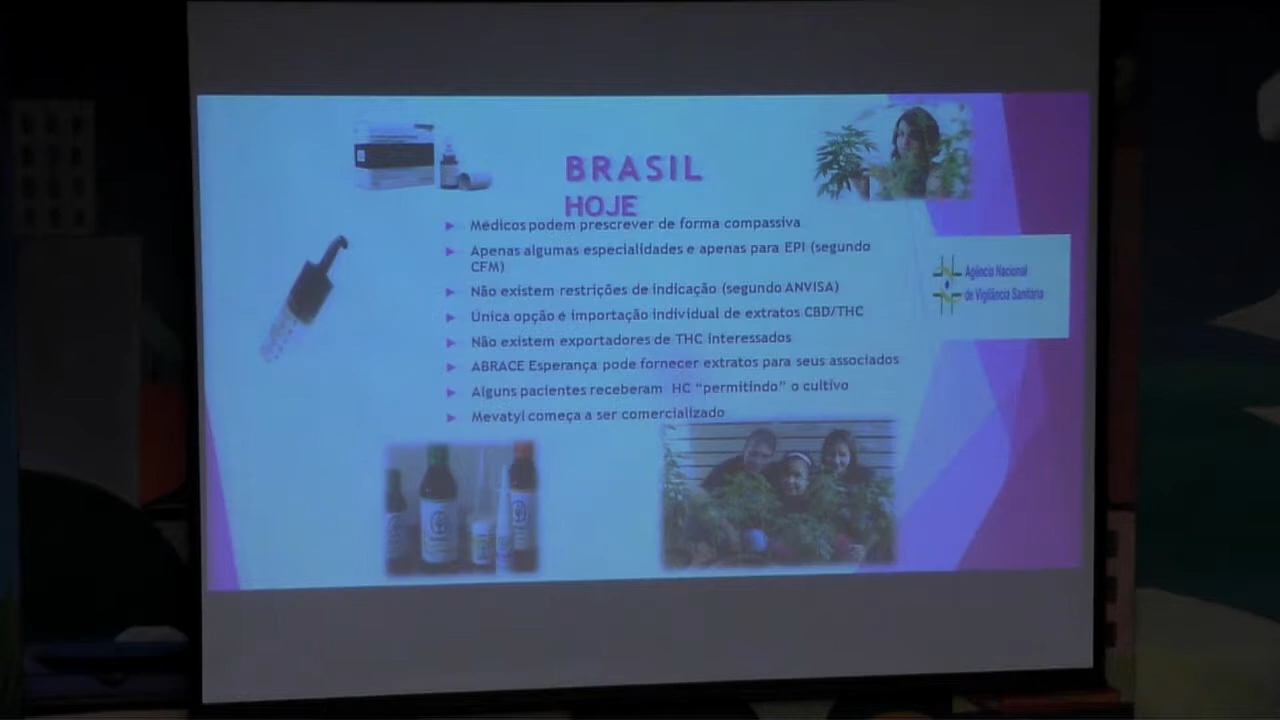 BRASIL
HOJE
► Médicos podem prescrever de forma compassiva
► Apenas algumas especialidades e apenas para EPI (segundo
CFM)
► Não existem restrições de indicação (segundo ANVISA)
► Única opção é importação individual de extratos CBD/THC
► Não existem exportadores de THC interessados
► ABRACE Esperança pode fornecer extratos para seus associados
► Alguns pacientes receberam HC “permitindo” o cultivo
► Mevatyl começa a ser comercializado
Agência Nacional
de Vigilância Sanitária